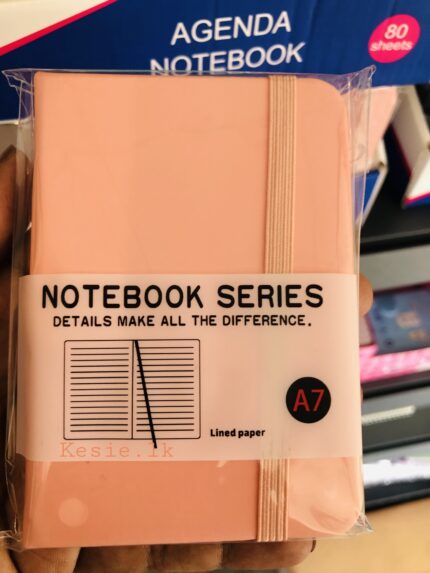 AGENDA
NOTEBOOK
80
sheets
NOTEBOOK SERIES
DETAILS MAKE ALL THE DIFFERENCE.
A7
Lined paper
Kesie.lk